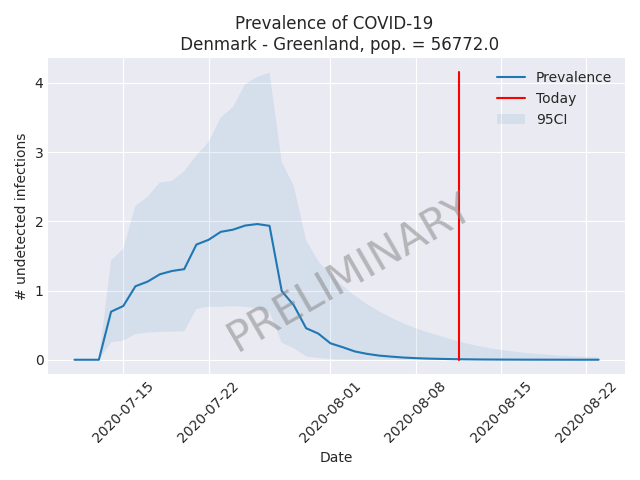 Prevalence of COVID-19
Denmark - Greenland, pop. = 56772.0
# undetected infections
4
3
2
1
0
Prevalence
Today
95CI
PRELIMINARY
2020-07-15
2020-07-22
2020-08-01
2020-08-08
2020-08-15
2020-08-22
Date